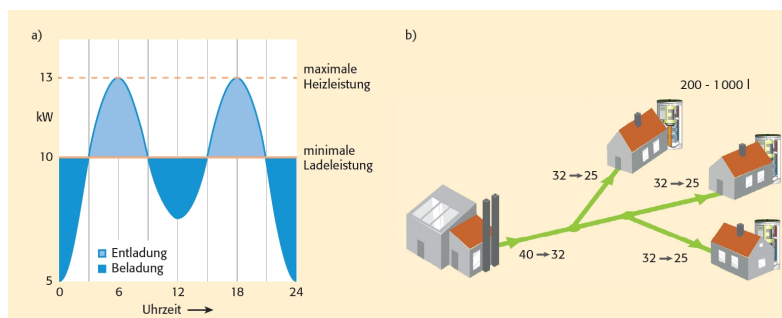 a)
13
kW
10
5
maximale
Heizleistung
minimale
Ladeleistung
Entladung
Beladung
0
6
12
18
24
Uhrzeit →
b)
200 - 1000 l
32 → 25
32 → 25
32 → 25
40 → 32